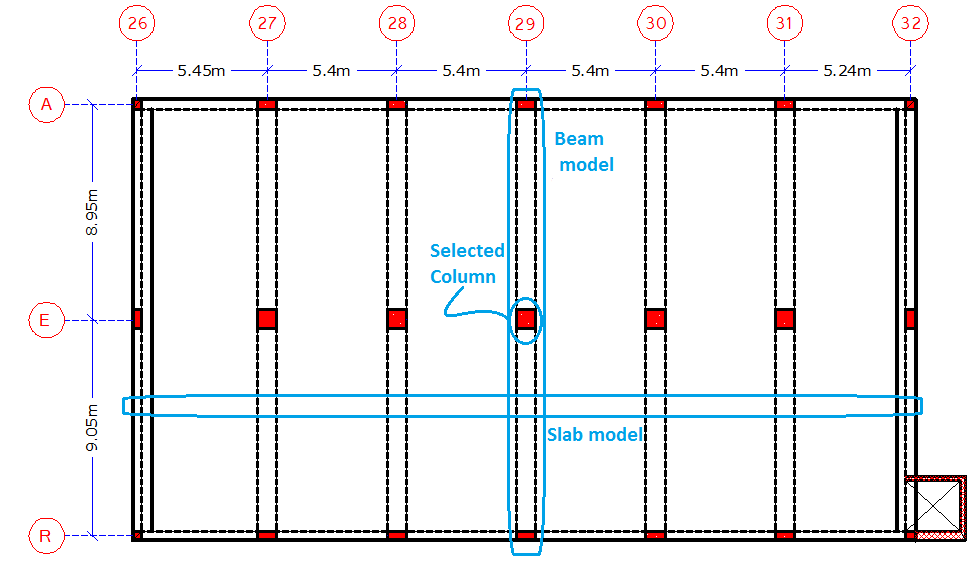 26 27 28 29 30 31 32
5.45m 5.4m 5.4m 5.4m 5.4m 5.24m
A
Beam
model
8.95m
Selected
Column
E
9.05m
Slab model
R